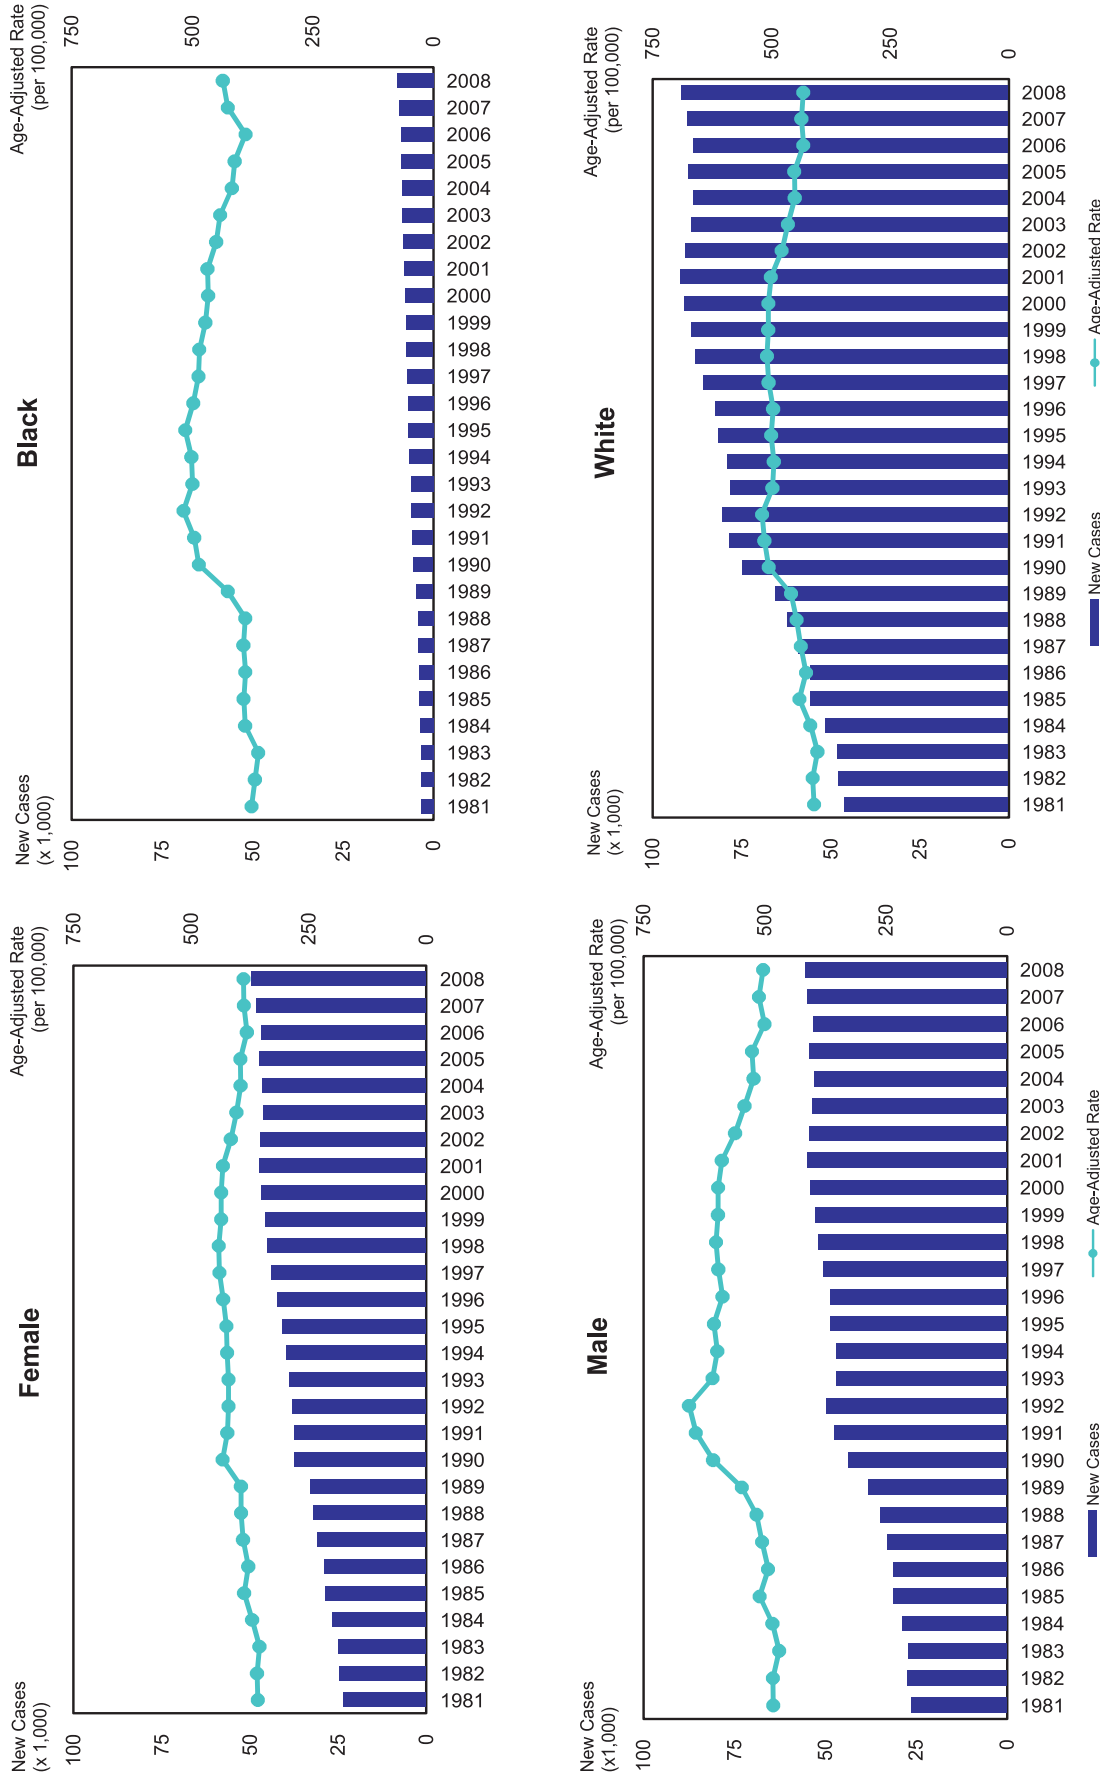 Female
New Cases
(x 1,000)
Age-Adjusted Rate
(per 100,000)
100
75
50
25
0
750
500
250
0
1981 1982 1983 1984 1985 1986 1987 1988 1989 1990 1991 1992 1993 1994 1995 1996 1997 1998 1999 2000 2001 2002 2003 2004 2005 2006 2007 2008
Black
New Cases
(x 1,000)
Age-Adjusted Rate
(per 100,000)
100
75
50
25
0
750
500
250
0
1981 1982 1983 1984 1985 1986 1987 1988 1989 1990 1991 1992 1993 1994 1995 1996 1997 1998 1999 2000 2001 2002 2003 2004 2005 2006 2007 2008
Male
New Cases
(x1,000)
Age-Adjusted Rate
(per 100,000)
100
75
50
25
0
750
500
250
0
1981 1982 1983 1984 1985 1986 1987 1988 1989 1990 1991 1992 1993 1994 1995 1996 1997 1998 1999 2000 2001 2002 2003 2004 2005 2006 2007 2008
New Cases
Age-Adjusted Rate
White
New Cases
(x 1,000)
Age-Adjusted Rate
(per 100,000)
100
75
50
25
0
750
500
250
0
1981 1982 1983 1984 1985 1986 1987 1988 1989 1990 1991 1992 1993 1994 1995 1996 1997 1998 1999 2000 2001 2002 2003 2004 2005 2006 2007 2008
New Cases
Age-Adjusted Rate